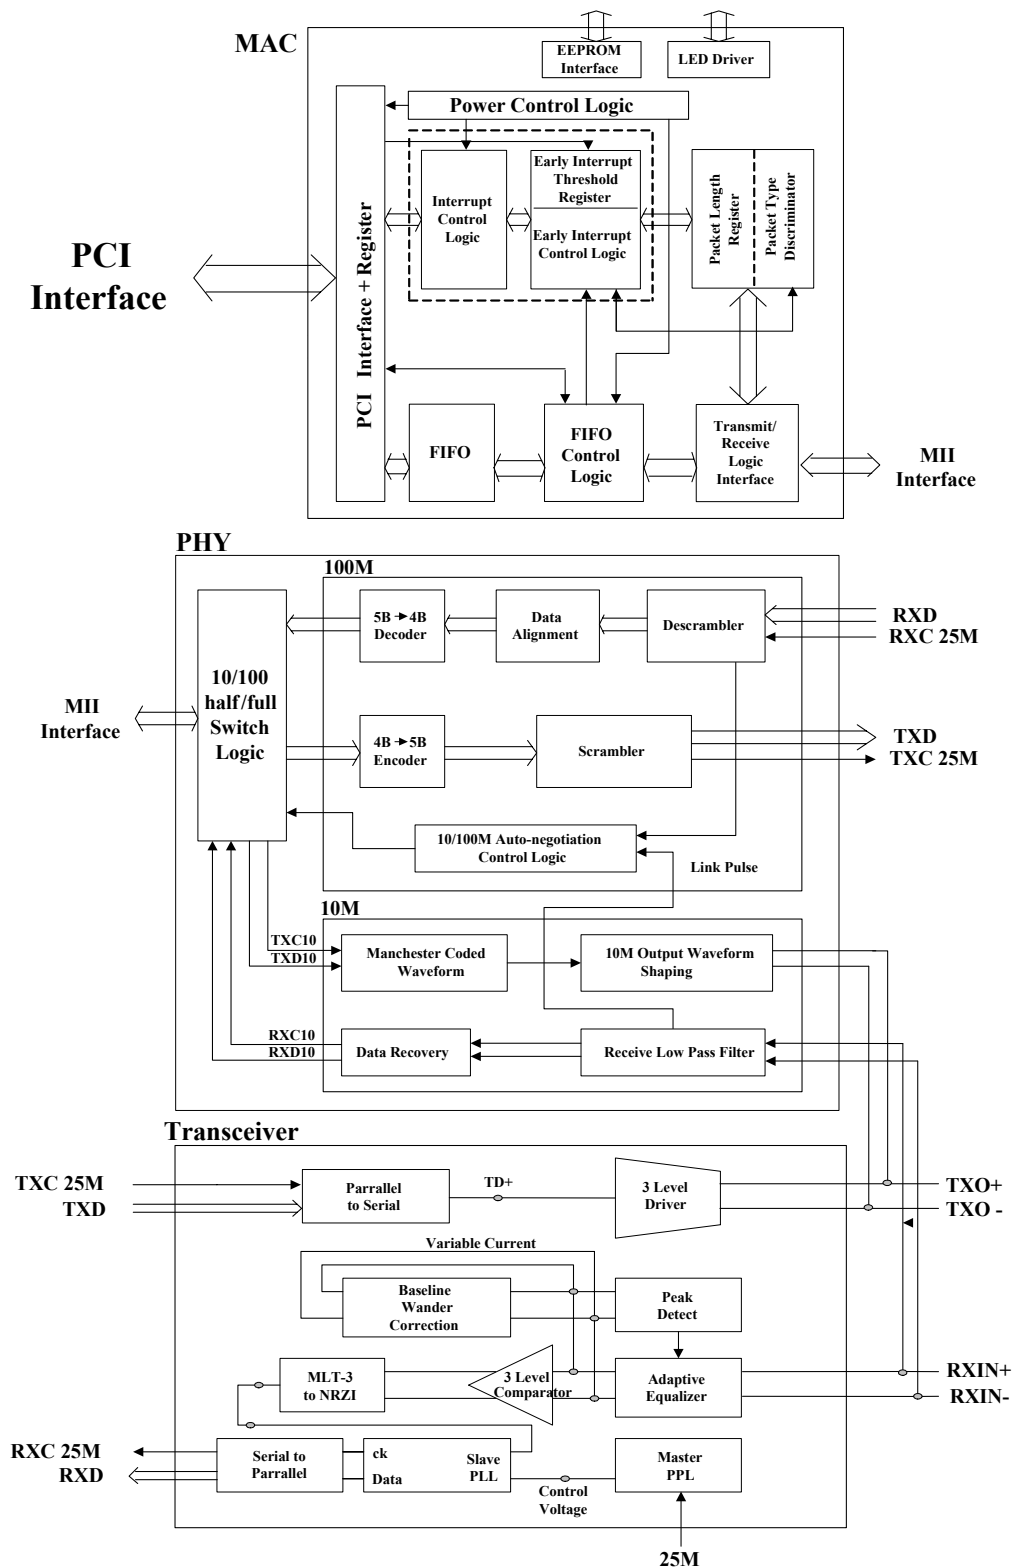 MAC
EEPROM
Interface
LED Driver
Power Control Logic
PCI Interface + Register
Interrupt
Control
Logic
Early Interrupt
Threshold
Register
Early Interrupt
Control Logic
Packet Length
Register
Packet Type
Discriminator
PCI
Interface
FIFO
FIFO
Control
Logic
Transmit/
Receive
Logic
Interface
MII
Interface
PHY
100M
10/100
half/full
Switch
Logic
5B → 4B
Decoder
Data
Alignment
Descrambler
RXD
RXC 25M
MII
Interface
4B → 5B
Encoder
Scrambler
TXD
TXC 25M
10/100M Auto-negotiation
Control Logic
Link Pulse
10M
TXC10
TXD10
Manchester Coded
Waveform
10M Output Waveform
Shaping
RXC10
RXD10
Data Recovery
Receive Low Pass Filter
Transceiver
TXC 25M
TXD
Parrallel
to Serial
TD+
3 Level
Driver
TXO+
TXO -
Variable Current
Baseline
Wander
Correction
Peak
Detect
MLT-3
to NRZI
3 Level
Comparator
Adaptive
Equalizer
RXIN+
RXIN-
RXC 25M
RXD
Serial to
Parrallel
ck
Data
Slave
PLL
Control
Voltage
Master
PPL
25M